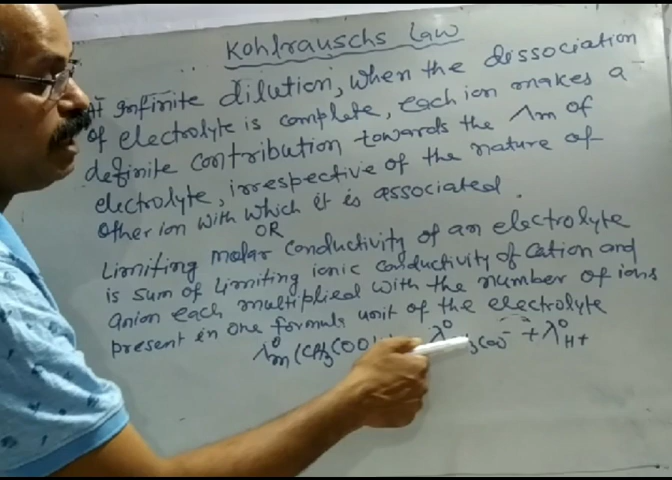 Kohlrauschs Law
At Infinite dilution, when the dissociation
of electrolyte is complete, each ion makes a
definite contribution towards the Λm of
electrolyte, irrespective of the nature of
other ion with which it is associated.
OR
Limiting molar conductivity of an electrolyte
is sum of Limiting ionic conductivity of cation and
anion each multiplied with the number of ions
present in one formula unit of the electrolyte
λ°m (CH3COO λ° 3COO⁻ + λ°H+